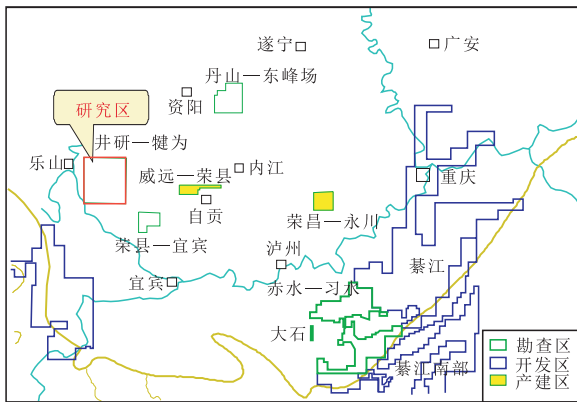 遂宁
广安
丹山—东峰场
资阳
研究区
井研—犍为
乐山
内江
威远—荣县
重庆
自贡
荣昌—永川
荣县—宜宾
泸州
綦江
宜宾
赤水—习水
大石
勘查区
开发区
綦江南部
产建区